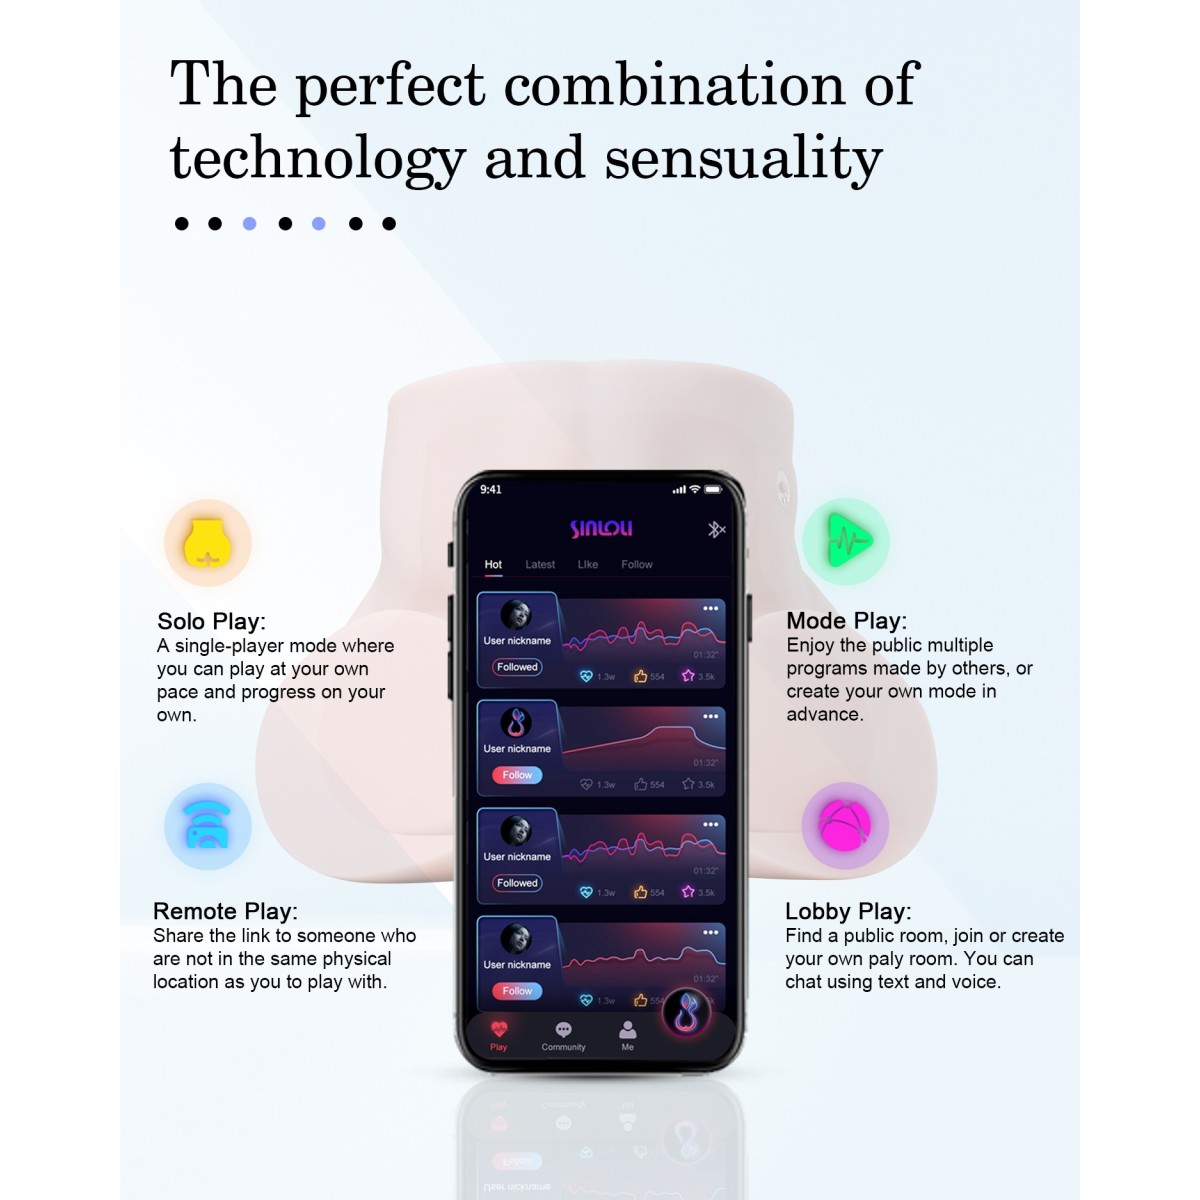 The perfect combination of
technology and sensuality
9:41
SINLOLI
Hot Latest LIke Follow
User nickname
Followed
01:32"
1.3w 554 3.5k
User nickname
Follow
01:32"
1.3w 554 3.5k
User nickname
Followed
01:32"
1.3w 554 3.5k
User nickname
Follow
01:32"
1.3w 554
Play Community Me
Solo Play:
A single-player mode where
you can play at your own
pace and progress on your
own.
Mode Play:
Enjoy the public multiple
programs made by others, or
create your own mode in
advance.
Remote Play:
Share the link to someone who
are not in the same physical
location as you to play with.
Lobby Play:
Find a public room, join or create
your own paly room. You can
chat using text and voice.